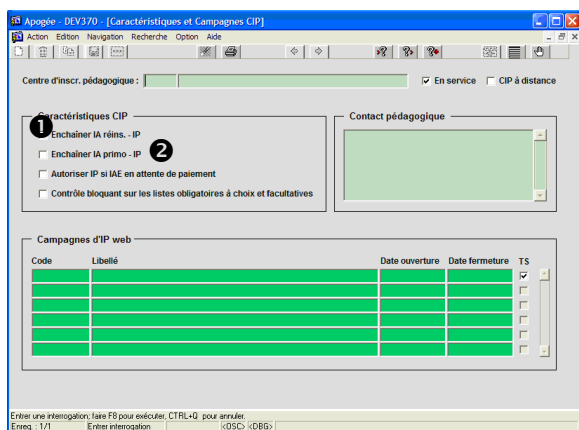 Apogée - DEV370 - [Caractéristiques et Campagnes CIP]
Action Edition Navigation Recherche Option Aide
Centre d'inscr. pédagogique : En service CIP à distance
Caractéristiques CIP Contact pédagogique
1 Enchaîner IA réins. - IP
Enchaîner IA primo - IP 2
Autoriser IP si IAE en attente de paiement
Contrôle bloquant sur les listes obligatoires à choix et facultatives
Campagnes d'IP web
Code Libellé Date ouverture Date fermeture TS
Entrer une interrogation; faire F8 pour exécuter, CTRL+Q pour annuler.
Enreq. : 1/1 Entrer interrogation <OSC> <DBG>